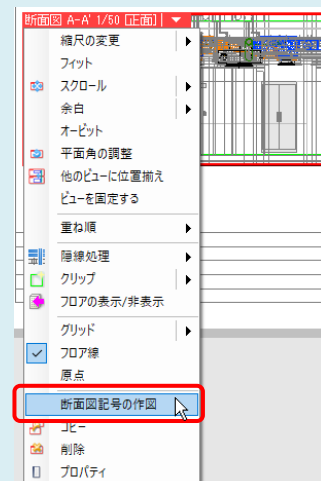 断面図 A-A' 1/50 [正面]
縮尺の変更
フィット
スクロール
余白
オービット
平面角の調整
他のビューに位置揃え
ビューを固定する
重ね順
隠線処理
クリップ
フロアの表示/非表示
グリッド
フロア線
原点
断面図記号の作図
コピー
削除
プロパティ